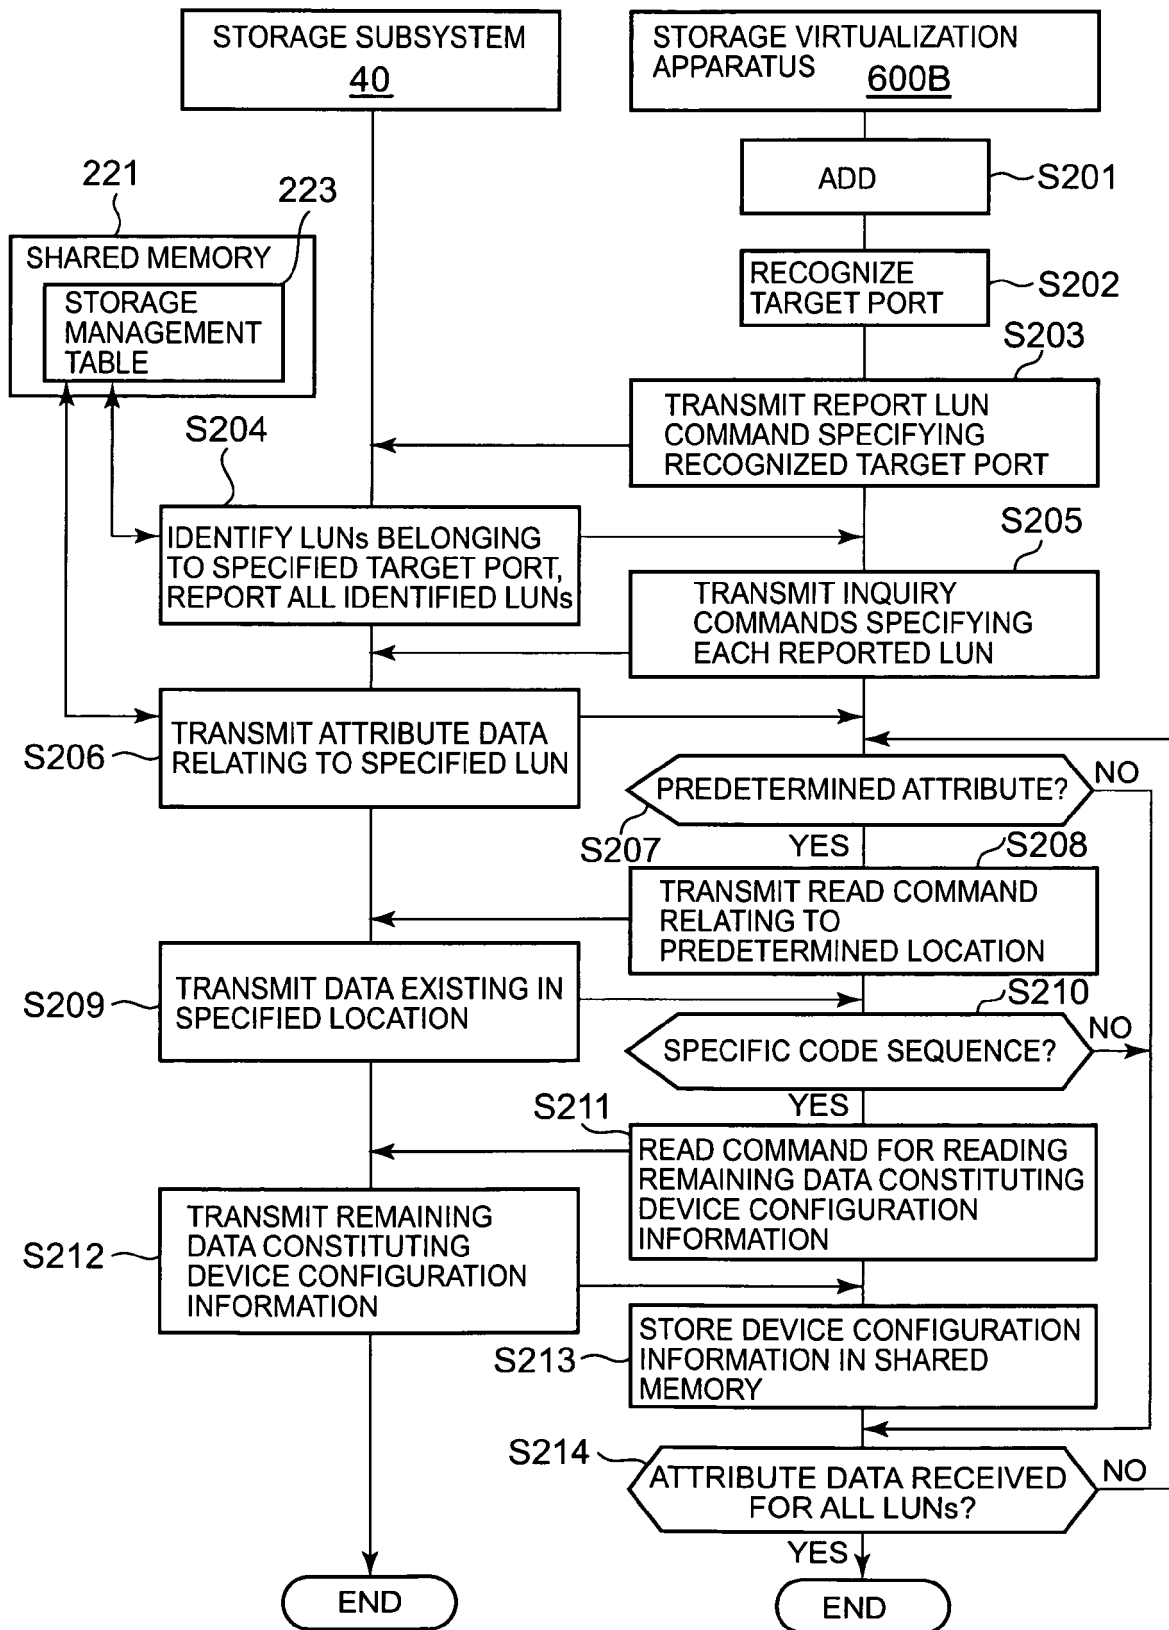 STORAGE SUBSYSTEM
40
STORAGE VIRTUALIZATION
APPARATUS 600B
ADD
S201
221
223
SHARED MEMORY
STORAGE
MANAGEMENT
TABLE
RECOGNIZE
TARGET PORT
S202
S203
TRANSMIT REPORT LUN
COMMAND SPECIFYING
RECOGNIZED TARGET PORT
S204
IDENTIFY LUNs BELONGING
TO SPECIFIED TARGET PORT,
REPORT ALL IDENTIFIED LUNs
S205
TRANSMIT INQUIRY
COMMANDS SPECIFYING
EACH REPORTED LUN
S206
TRANSMIT ATTRIBUTE DATA
RELATING TO SPECIFIED LUN
PREDETERMINED ATTRIBUTE?
NO
S207
YES
S208
TRANSMIT READ COMMAND
RELATING TO
PREDETERMINED LOCATION
S209
TRANSMIT DATA EXISTING IN
SPECIFIED LOCATION
S210
SPECIFIC CODE SEQUENCE?
NO
YES
S211
READ COMMAND FOR READING
REMAINING DATA CONSTITUTING
DEVICE CONFIGURATION
INFORMATION
S212
TRANSMIT REMAINING
DATA CONSTITUTING
DEVICE CONFIGURATION
INFORMATION
S213
STORE DEVICE CONFIGURATION
INFORMATION IN SHARED
MEMORY
S214
ATTRIBUTE DATA RECEIVED
FOR ALL LUNs?
NO
YES
END
END